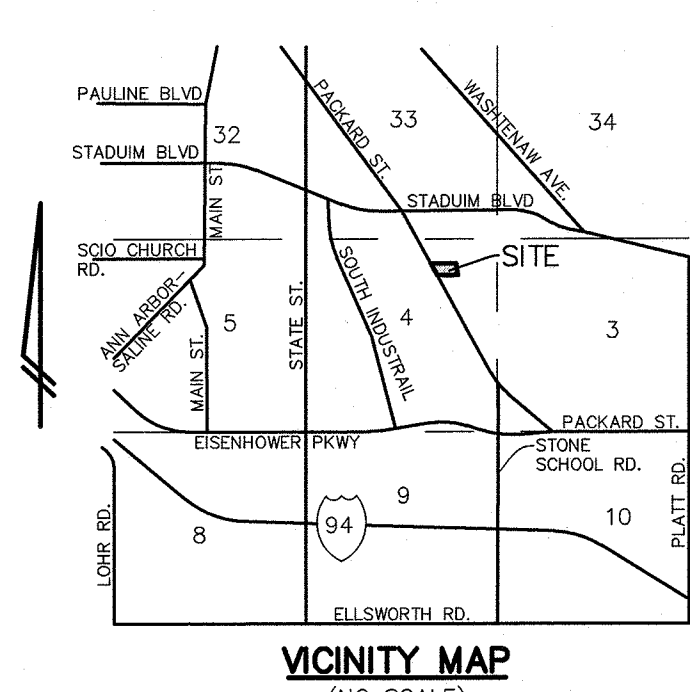 PAULINE BLVD
32
PACKARD ST.
33
WASHTENAW AVE.
34
STADUIM BLVD
MAIN ST
STADUIM BLVD
SCIO CHURCH
RD.
SITE
ANN ARBOR-
SALINE RD.
MAIN ST.
5
STATE ST.
SOUTH INDUSTRAIL
4
3
EISENHOWER PKWY
PACKARD ST.
STONE
SCHOOL RD.
PLATT RD.
LOHR RD.
8
94
9
10
ELLSWORTH RD.
VICINITY MAP
(NO SCALE)